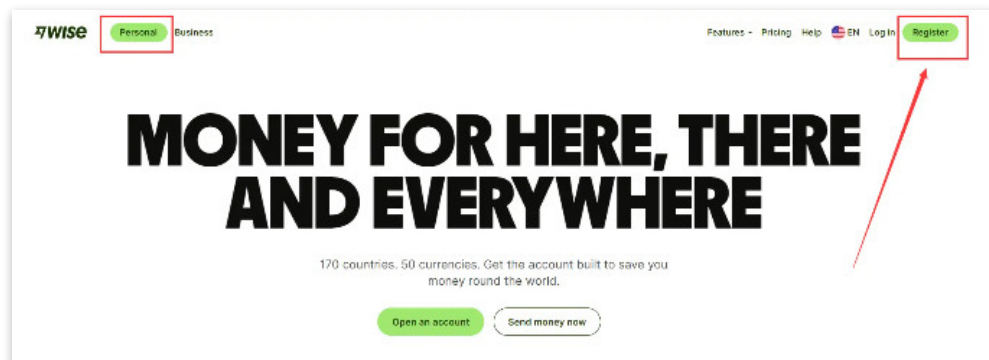 WISE Personal Business Features Pricing Help EN Log in Register
MONEY FOR HERE, THERE
AND EVERYWHERE
170 countries. 50 currencies. Get the account built to save you
money round the world.
Open an account Send money now